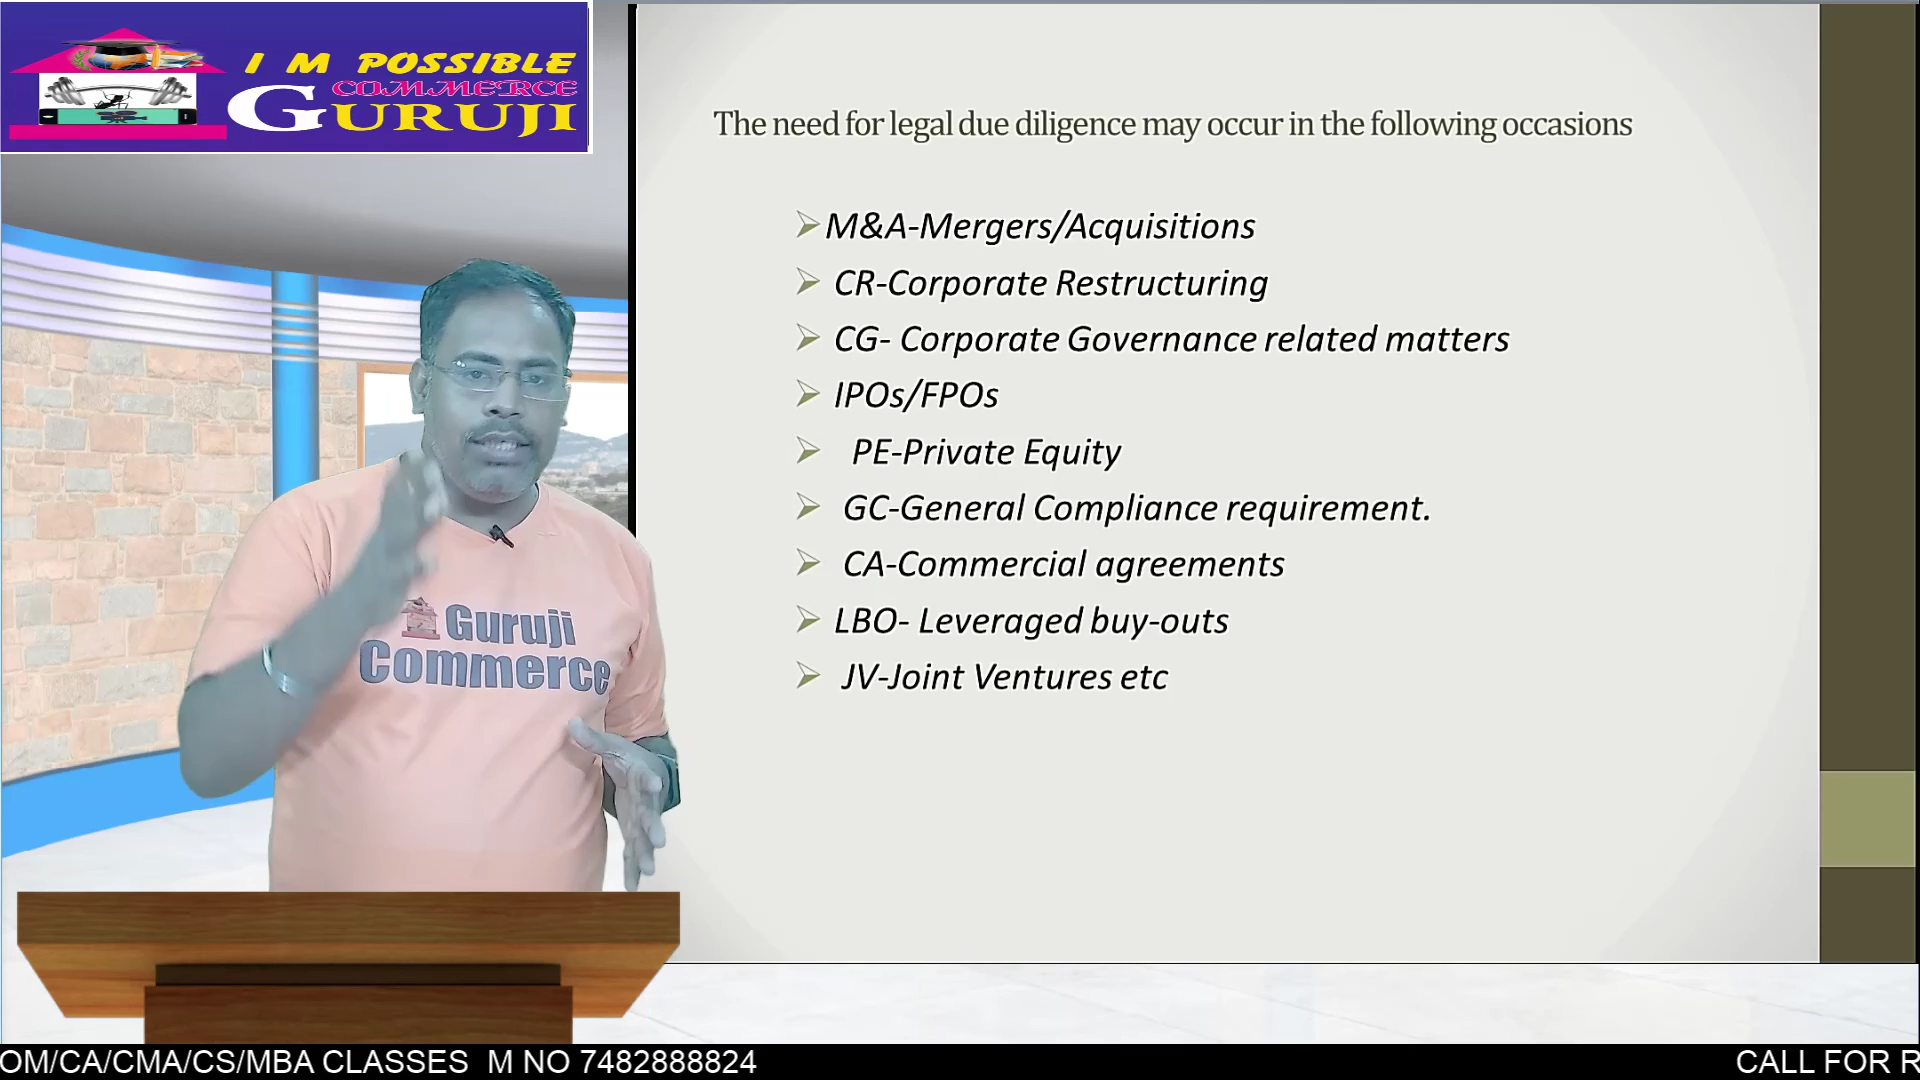 I M POSSIBLE
COMMERCE
GURUJI
The need for legal due diligence may occur in the following occasions
M&A-Mergers/Acquisitions
CR-Corporate Restructuring
CG- Corporate Governance related matters
IPOs/FPOs
PE-Private Equity
GC-General Compliance requirement.
CA-Commercial agreements
LBO- Leveraged buy-outs
JV-Joint Ventures etc
Guruji
Commerce
OM/CA/CMA/CS/MBA CLASSES M NO 7482888824
CALL FOR R